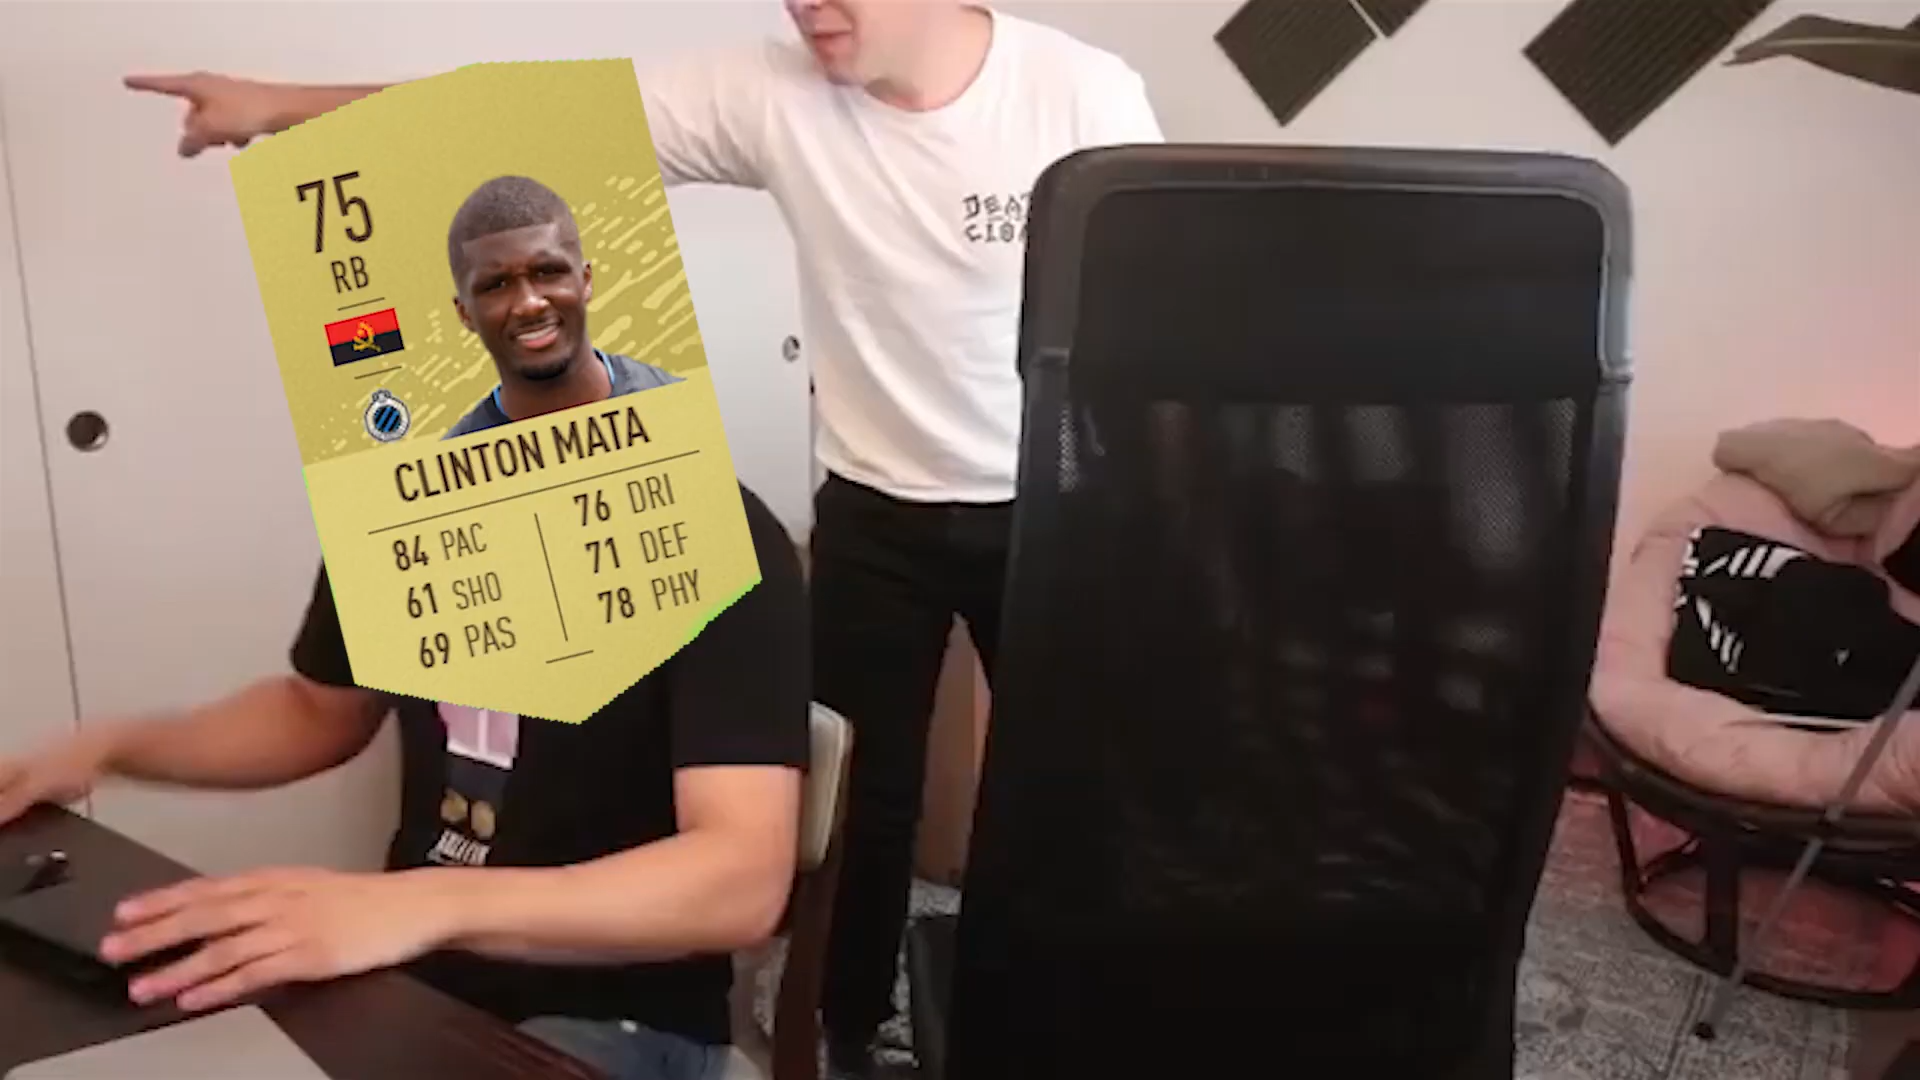 75
RB
CLINTON MATA
84 PAC
61 SHO
69 PAS
76 DRI
71 DEF
78 PHY